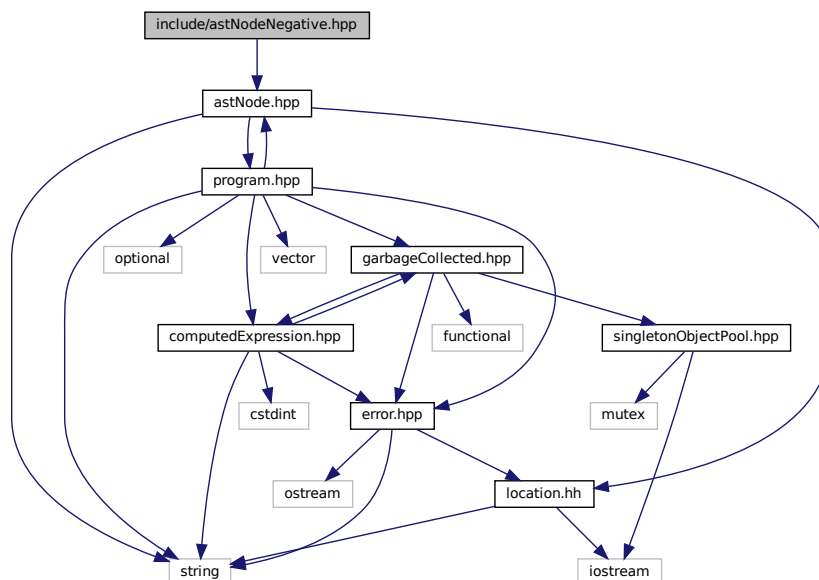 include/astNodeNegative.hpp
astNode.hpp
program.hpp
optional
vector
garbageCollected.hpp
computedExpression.hpp
functional
singletonObjectPool.hpp
cstdint
error.hpp
mutex
ostream
location.hh
string
iostream